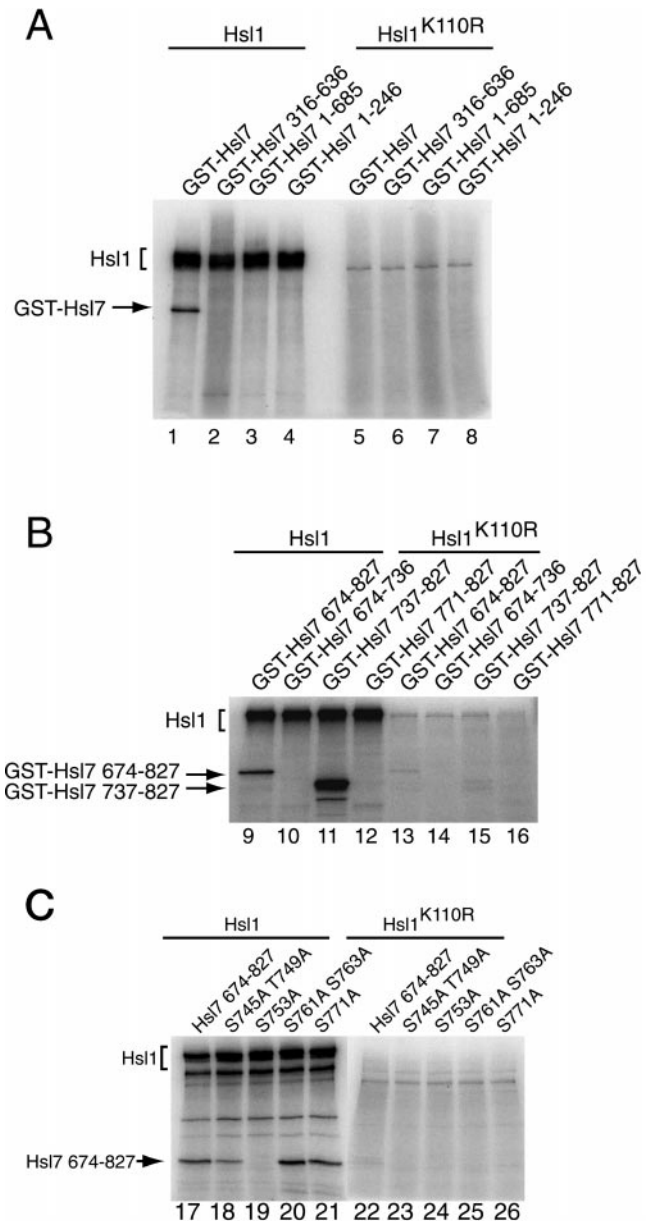 A
Hsl1
Hsl1K110R
GST-Hsl7
GST-Hsl7 316-636
GST-Hsl7 1-685
GST-Hsl7 1-246
GST-Hsl7
GST-Hsl7 316-636
GST-Hsl7 1-685
GST-Hsl7 1-246
Hsl1
GST-Hsl7
1 2 3 4 5 6 7 8
B
Hsl1
Hsl1K110R
GST-Hsl7 674-827
GST-Hsl7 674-736
GST-Hsl7 737-827
GST-Hsl7 771-827
GST-Hsl7 674-827
GST-Hsl7 674-736
GST-Hsl7 737-827
GST-Hsl7 771-827
Hsl1
GST-Hsl7 674-827
GST-Hsl7 737-827
9 10 11 12 13 14 15 16
C
Hsl1
Hsl1K110R
Hsl7 674-827
S745A T749A
S753A
S761A S763A
S771A
Hsl7 674-827
S745A T749A
S753A
S761A S763A
S771A
Hsl1
Hsl7 674-827
17 18 19 20 21 22 23 24 25 26